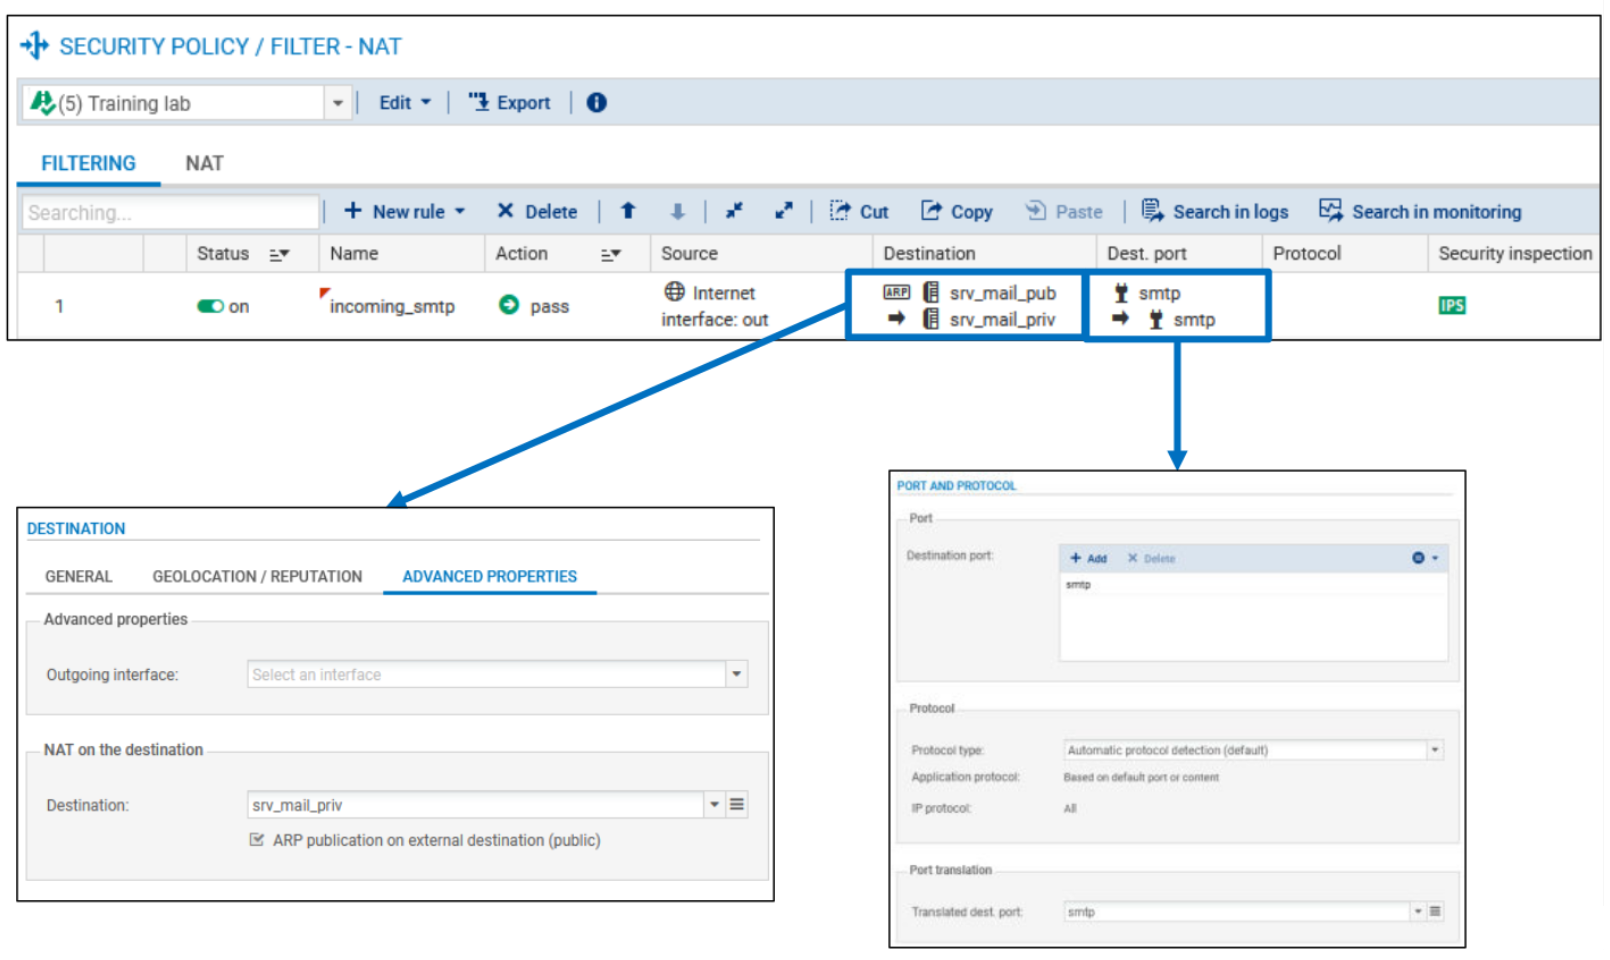 SECURITY POLICY / FILTER - NAT
(5) Training lab Edit Export
FILTERING NAT
Searching... New rule Delete Cut Copy Paste Search in logs Search in monitoring
Status Name Action Source Destination Dest. port Protocol Security inspection
1 on incoming_smtp pass Internet interface: out ARP srv_mail_pub srv_mail_priv smtp smtp IPS
DESTINATION
GENERAL GEOLOCATION / REPUTATION ADVANCED PROPERTIES
Advanced properties
Outgoing interface: Select an interface
NAT on the destination
Destination: srv_mail_priv
ARP publication on external destination (public)
PORT AND PROTOCOL
Port
Destination port: + Add Delete
smtp
Protocol
Protocol type: Automatic protocol detection (default)
Application protocol: Based on default port or content
IP protocol: All
Port translation
Translated dest. port: smtp